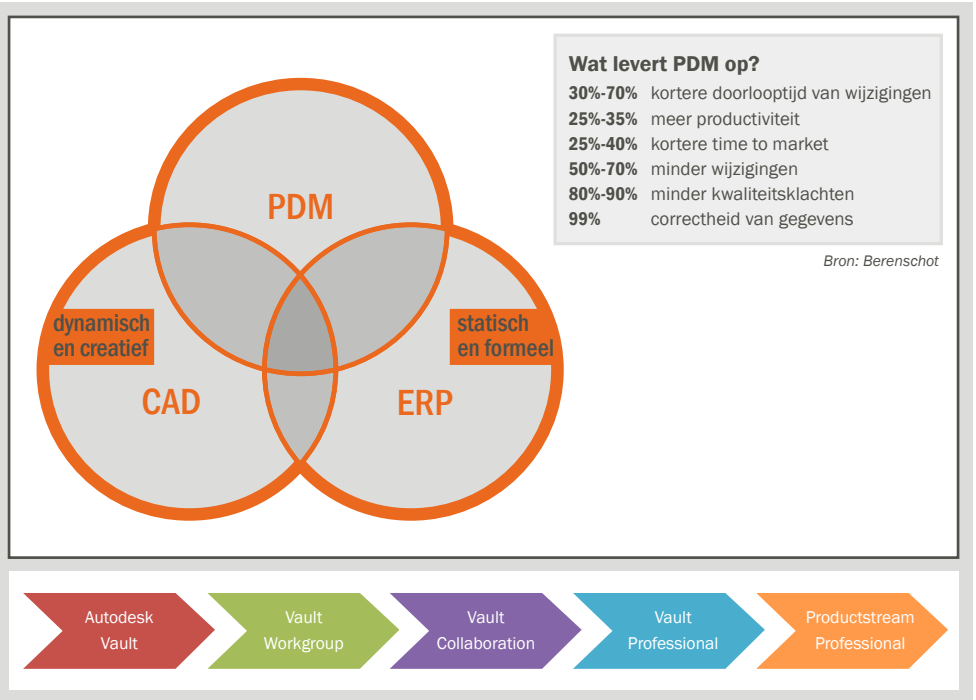 Wat levert PDM op?
30%-70% kortere doorlooptijd van wijzigingen
25%-35% meer productiviteit
25%-40% kortere time to market
50%-70% minder wijzigingen
80%-90% minder kwaliteitsklachten
99% correctheid van gegevens
Bron: Berenschot
PDM
dynamisch
en creatief
statisch
en formeel
CAD
ERP
Autodesk
Vault
Vault
Workgroup
Vault
Collaboration
Vault
Professional
Productstream
Professional